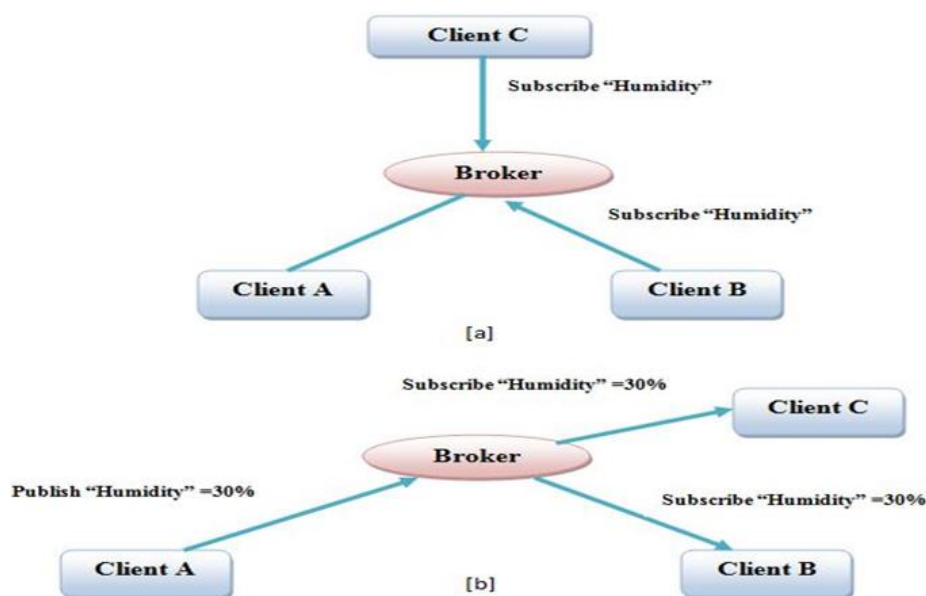 Client C
Subscribe “Humidity”
Broker
Subscribe “Humidity”
Client A
Client B
[a]
Subscribe “Humidity” =30%
Client C
Broker
Publish “Humidity” =30%
Subscribe “Humidity” =30%
Client A
Client B
[b]